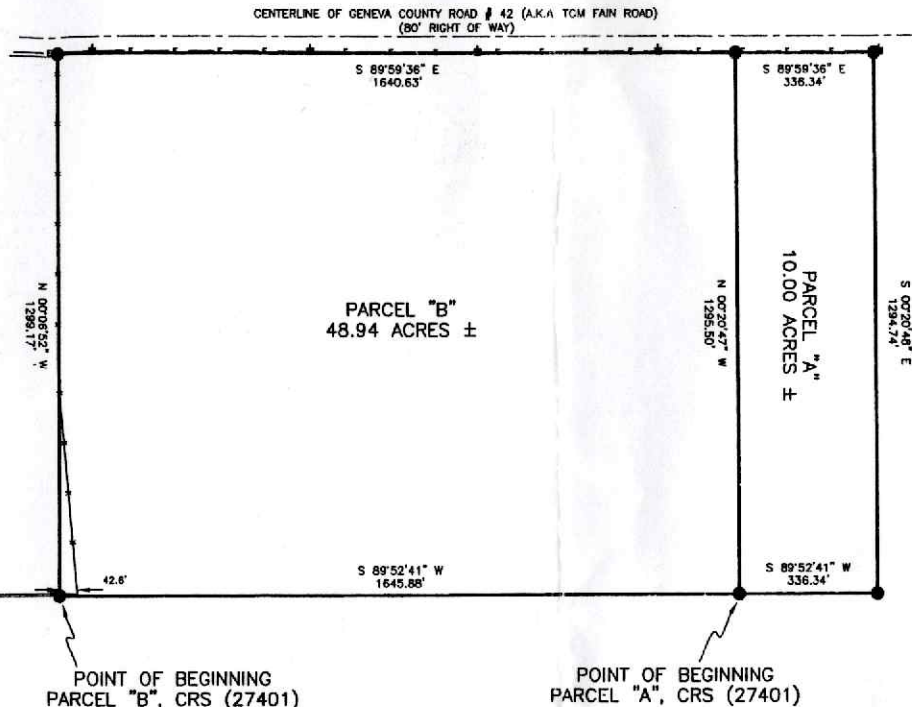 CENTERLINE OF GENEVA COUNTY ROAD # 42 (A.K.A TOM FAIN ROAD)
(80' RIGHT OF WAY)
S 89°59'36" E
1640.63'
S 89°59'36" E
336.34'
N 00°06'52" W
1299.17'
PARCEL "B"
48.94 ACRES ±
N 00°20'47" W
1295.50'
PARCEL "A"
10.00 ACRES ±
S 00°20'48" E
1294.74'
42.6'
S 89°52'41" W
1645.88'
S 89°52'41" W
336.34'
POINT OF BEGINNING
PARCEL "B", CRS (27401)
POINT OF BEGINNING
PARCEL "A", CRS (27401)